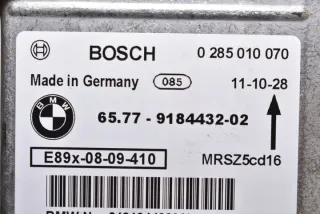 BOSCH 0 285 010 070
Made in Germany 085 11-10-28
BMW 65.77 - 9184432-02
E89x-08-09-410 MRSZ5cd16